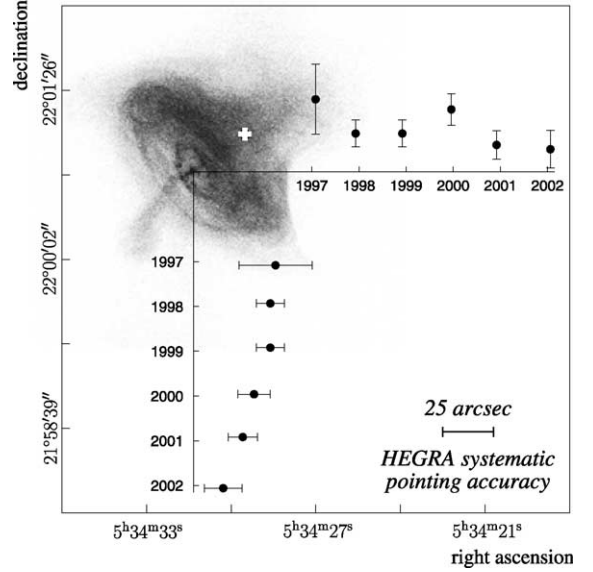 declination
22°01'26"
22°00'02"
21°58'39"
1997 1998 1999 2000 2001 2002
1997
1998
1999
2000
2001
2002
25 arcsec
HEGRA systematic
pointing accuracy
5ʰ34ᵐ33ˢ 5ʰ34ᵐ27ˢ 5ʰ34ᵐ21ˢ
right ascension